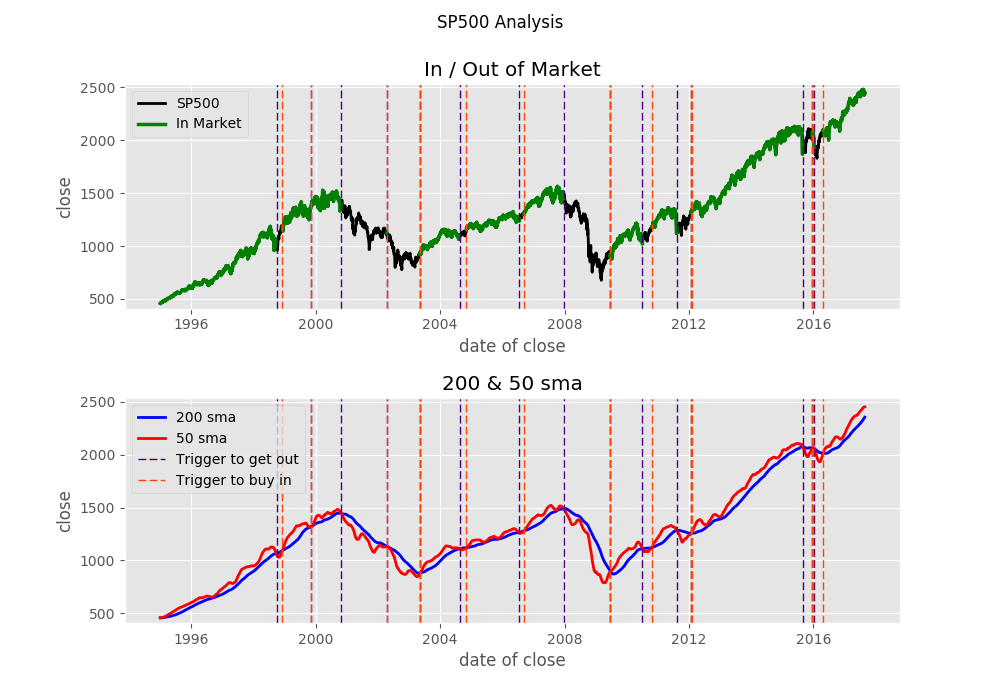 SP500 Analysis
In / Out of Market
2500
2000
1500
1000
500
close
SP500
In Market
1996 2000 2004 2008 2012 2016
date of close
200 & 50 sma
2500
2000
1500
1000
500
close
200 sma
50 sma
Trigger to get out
Trigger to buy in
1996 2000 2004 2008 2012 2016
date of close